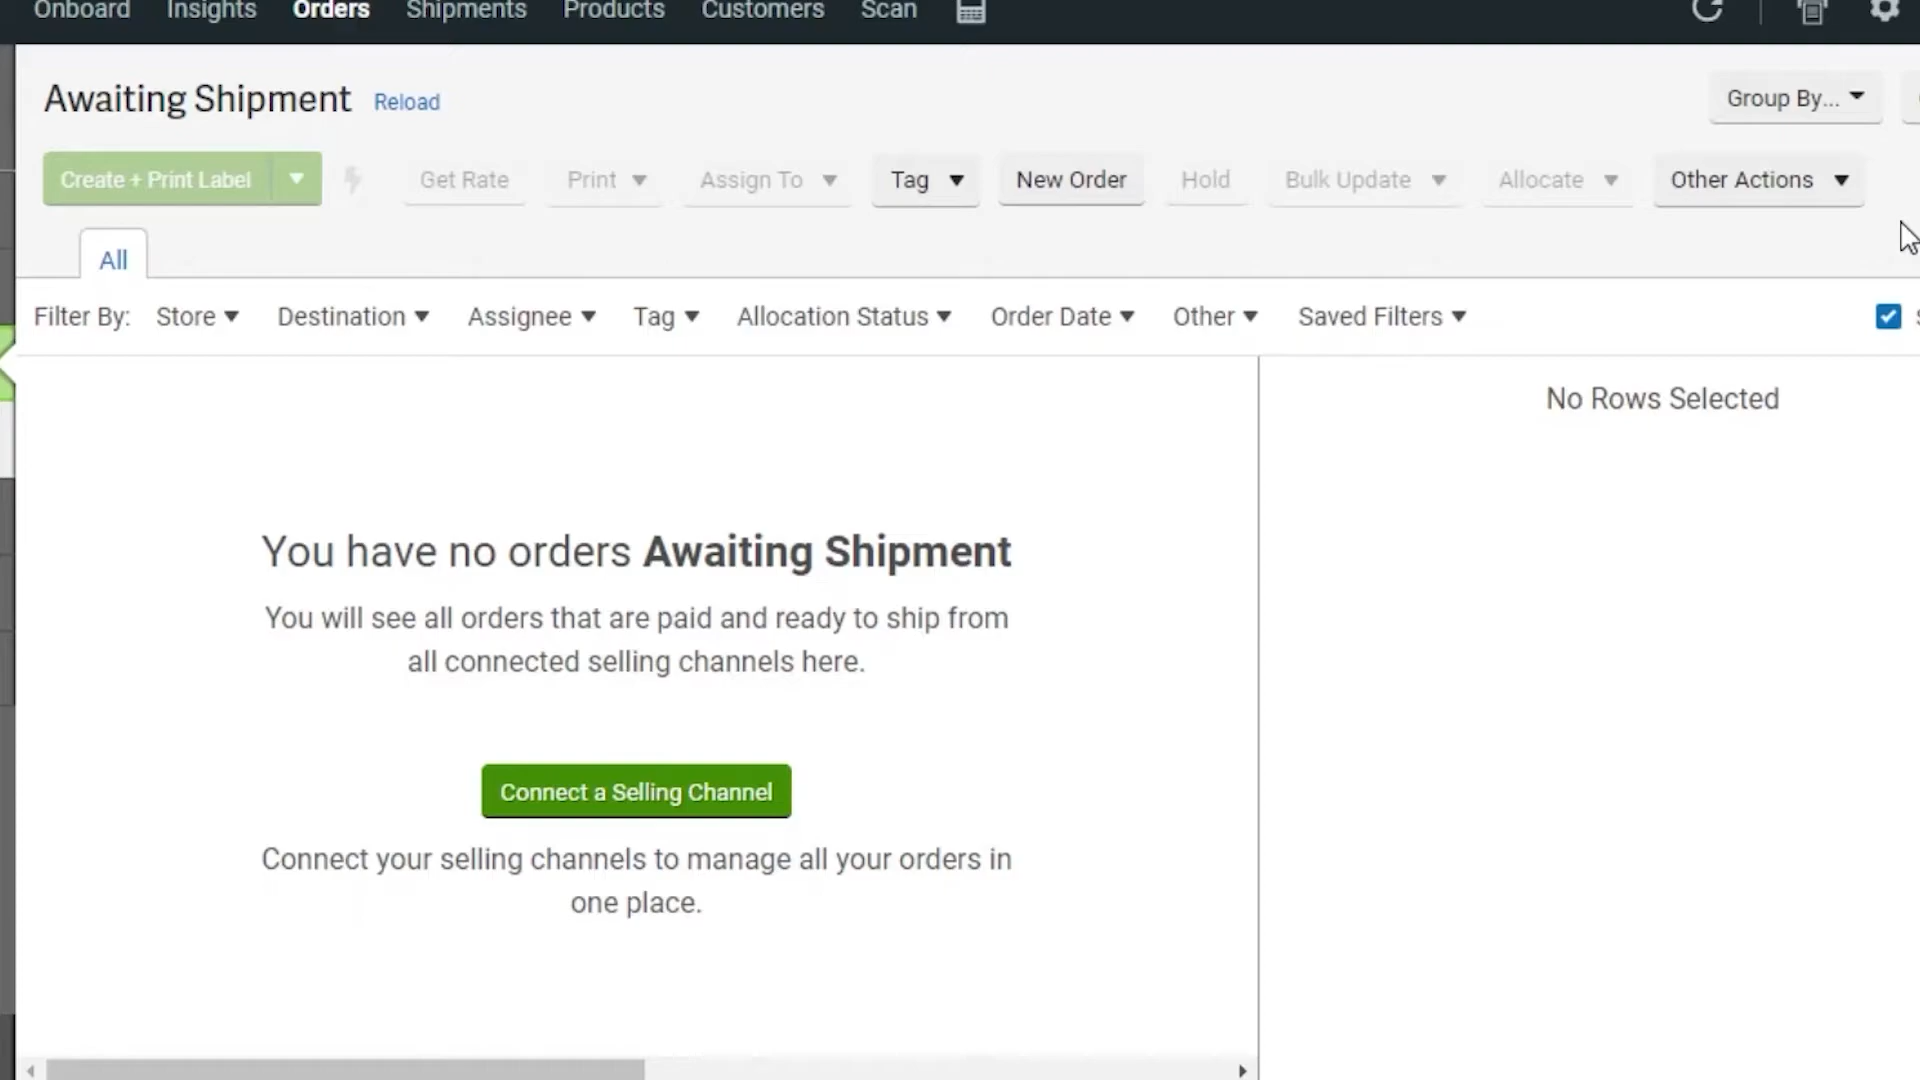 Onboard Insights Orders Shipments Products Customers Scan
Awaiting Shipment Reload Group By...
Create + Print Label Get Rate Print Assign To Tag New Order Hold Bulk Update Allocate Other Actions
All
Filter By: Store Destination Assignee Tag Allocation Status Order Date Other Saved Filters
No Rows Selected
You have no orders Awaiting Shipment
You will see all orders that are paid and ready to ship from
all connected selling channels here.
Connect a Selling Channel
Connect your selling channels to manage all your orders in
one place.